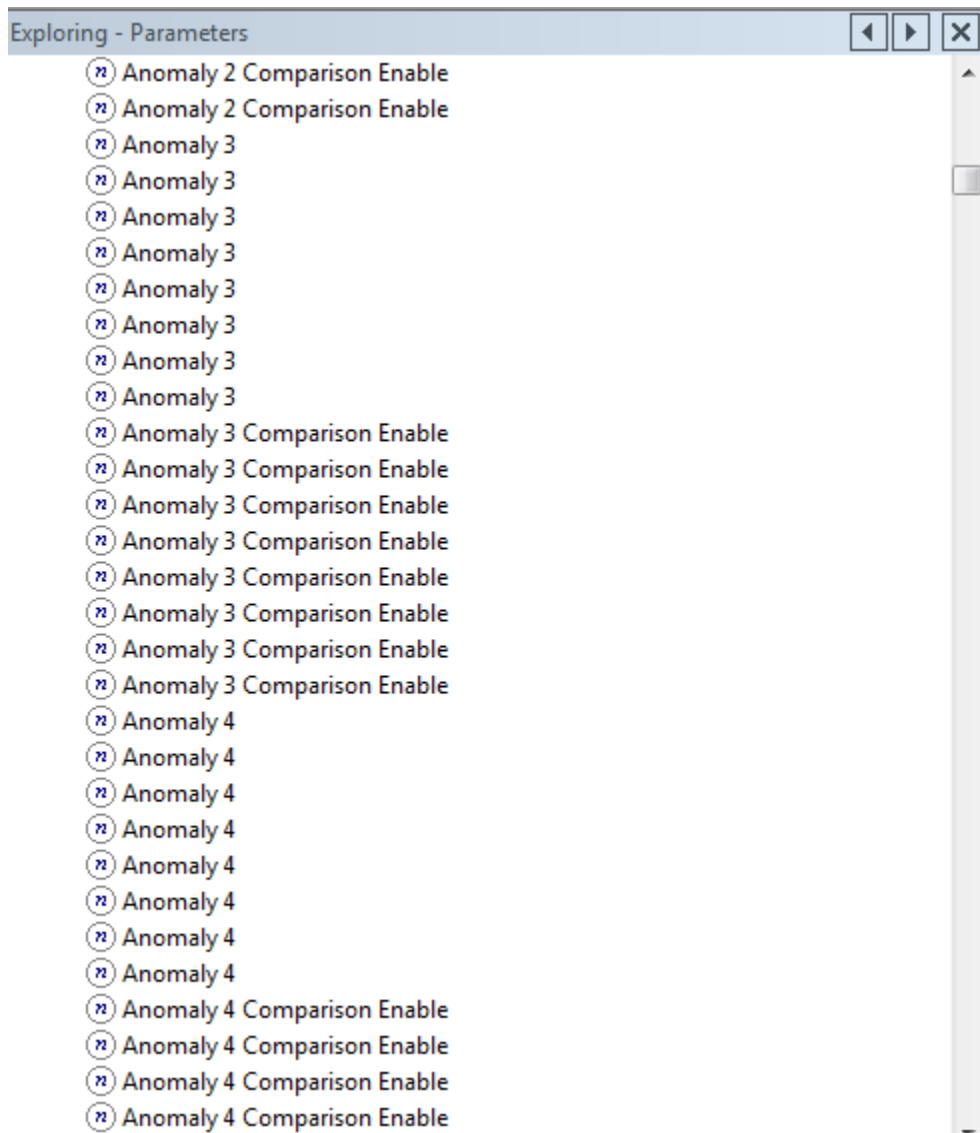 Exploring - Parameters
n Anomaly 2 Comparison Enable
n Anomaly 2 Comparison Enable
n Anomaly 3
n Anomaly 3
n Anomaly 3
n Anomaly 3
n Anomaly 3
n Anomaly 3
n Anomaly 3
n Anomaly 3
n Anomaly 3 Comparison Enable
n Anomaly 3 Comparison Enable
n Anomaly 3 Comparison Enable
n Anomaly 3 Comparison Enable
n Anomaly 3 Comparison Enable
n Anomaly 3 Comparison Enable
n Anomaly 3 Comparison Enable
n Anomaly 3 Comparison Enable
n Anomaly 4
n Anomaly 4
n Anomaly 4
n Anomaly 4
n Anomaly 4
n Anomaly 4
n Anomaly 4
n Anomaly 4
n Anomaly 4 Comparison Enable
n Anomaly 4 Comparison Enable
n Anomaly 4 Comparison Enable
n Anomaly 4 Comparison Enable